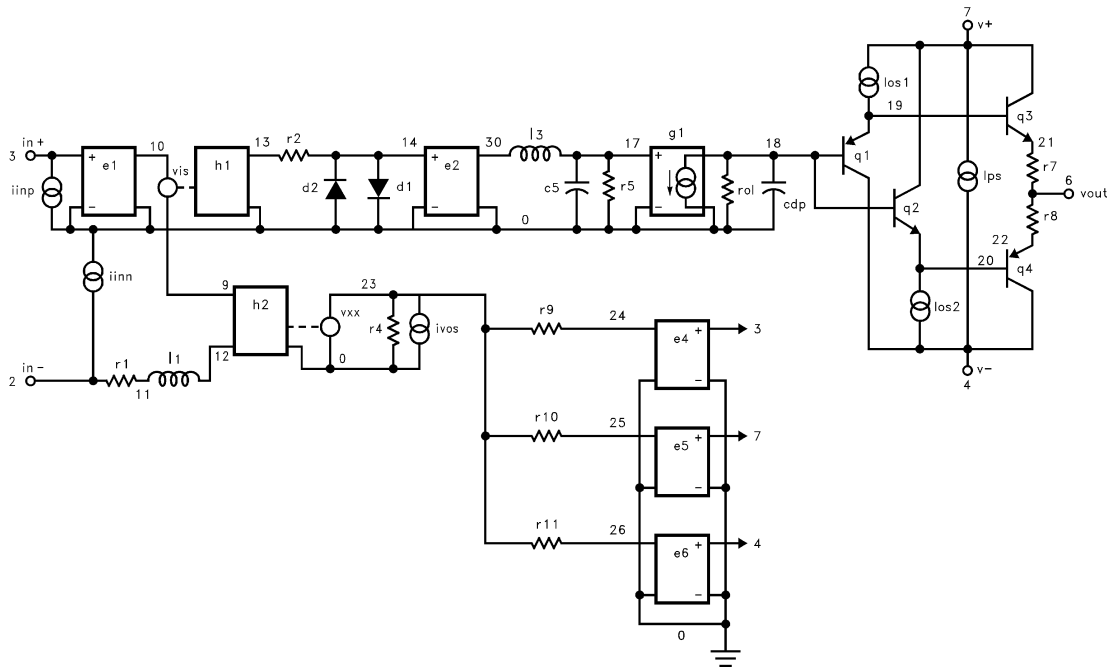 7
v+
Ios1
19
q3
21
in+
3
e1
+
−
10
h1
13
r2
14
+
−
e2
30
l3
17
g1
+
−
18
q1
iinp
vis
d2
d1
c5
r5
rol
cdp
Ips
r7
6
vout
q2
r8
0
22
20
q4
iinn
9
h2
23
vxx
r4
ivos
Ios2
r9
24
+
e4
−
3
12
0
v−
4
in−
2
r1
l1
11
r10
25
+
e5
−
7
r11
26
+
e6
−
4
0